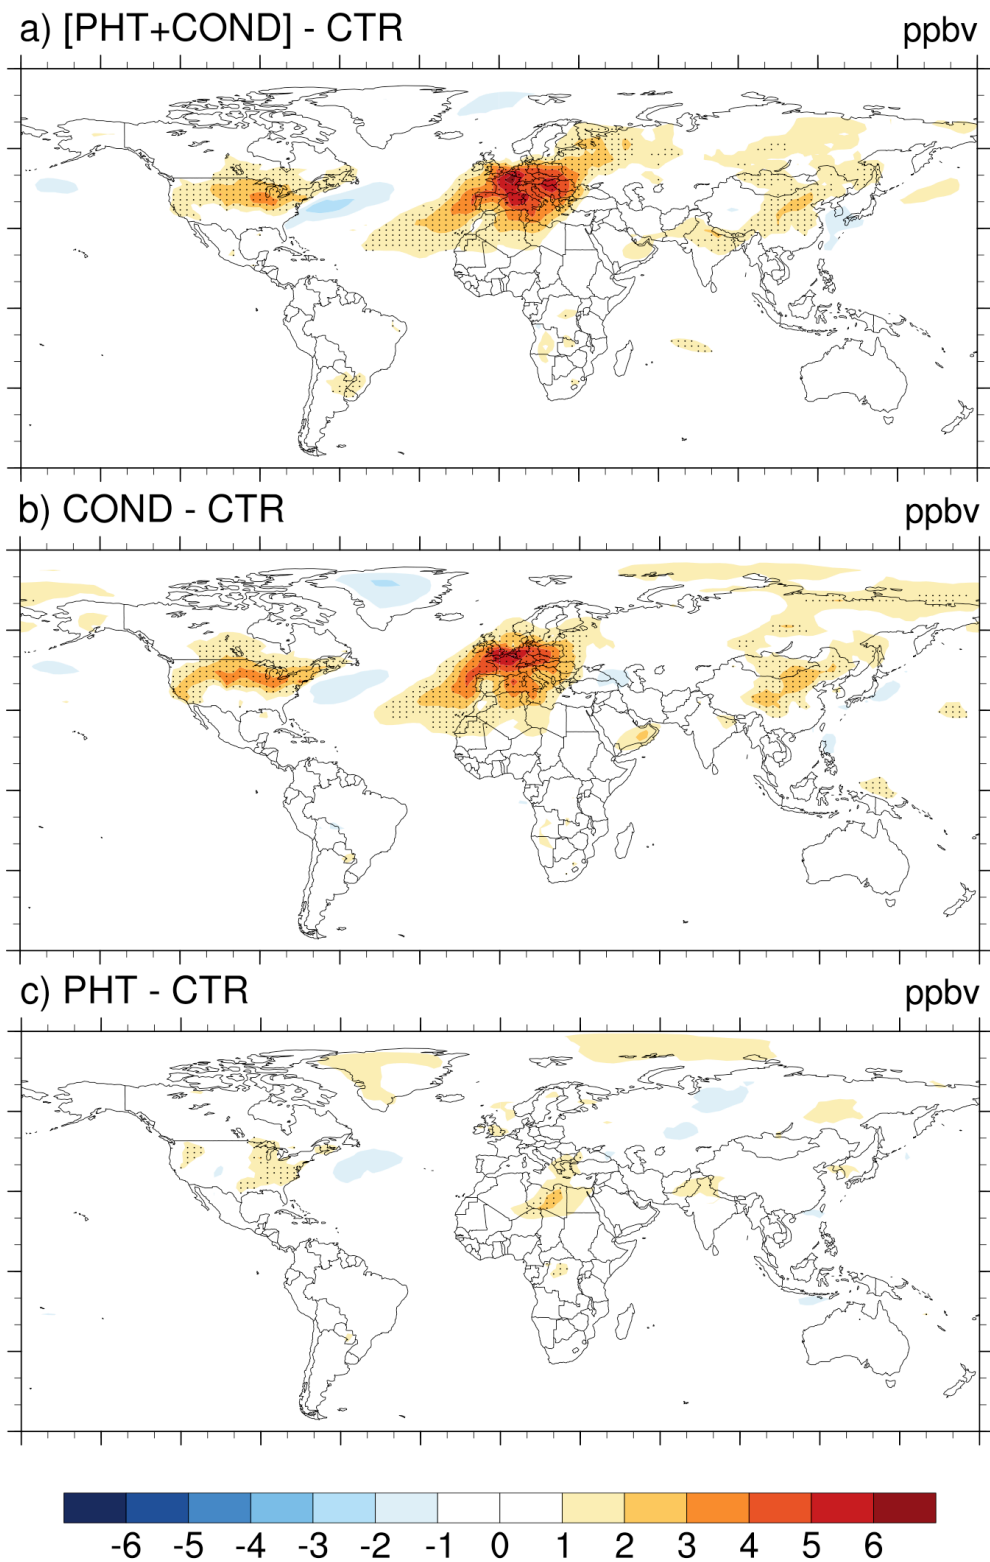 a) [PHT+COND] - CTR ppbv
b) COND - CTR ppbv
c) PHT - CTR ppbv
-6 -5 -4 -3 -2 -1 0 1 2 3 4 5 6